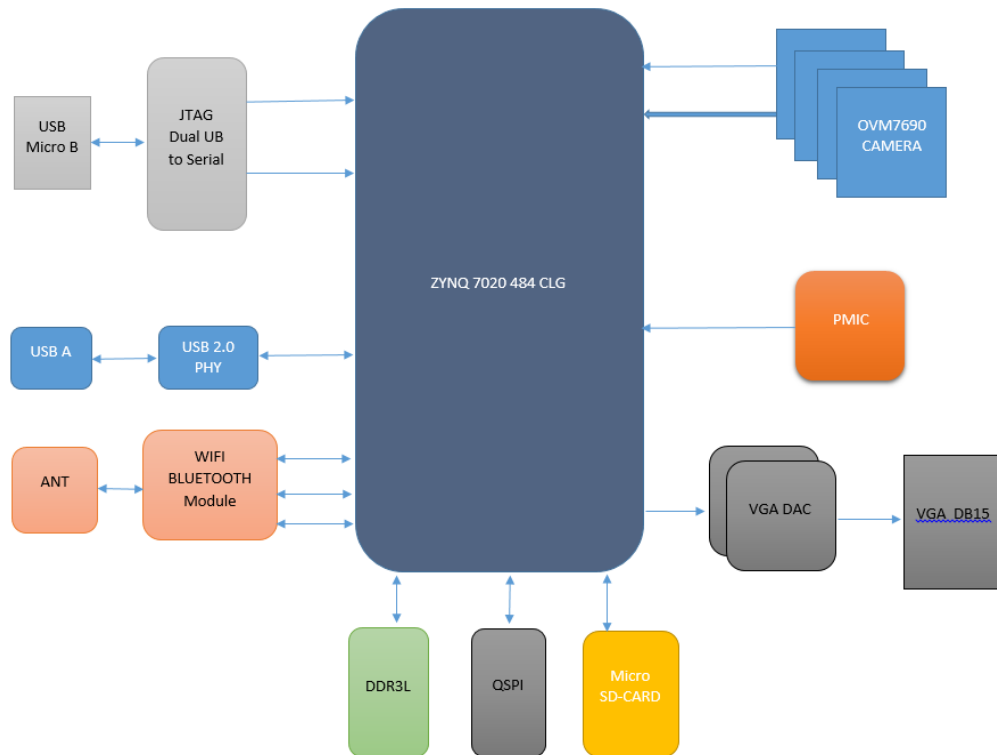 USB
Micro B
JTAG
Dual UB
to Serial
OVM7690
CAMERA
ZYNQ 7020 484 CLG
PMIC
USB A
USB 2.0
PHY
ANT
WIFI
BLUETOOTH
Module
VGA DAC
VGA_DB15
DDR3L
QSPI
Micro
SD-CARD